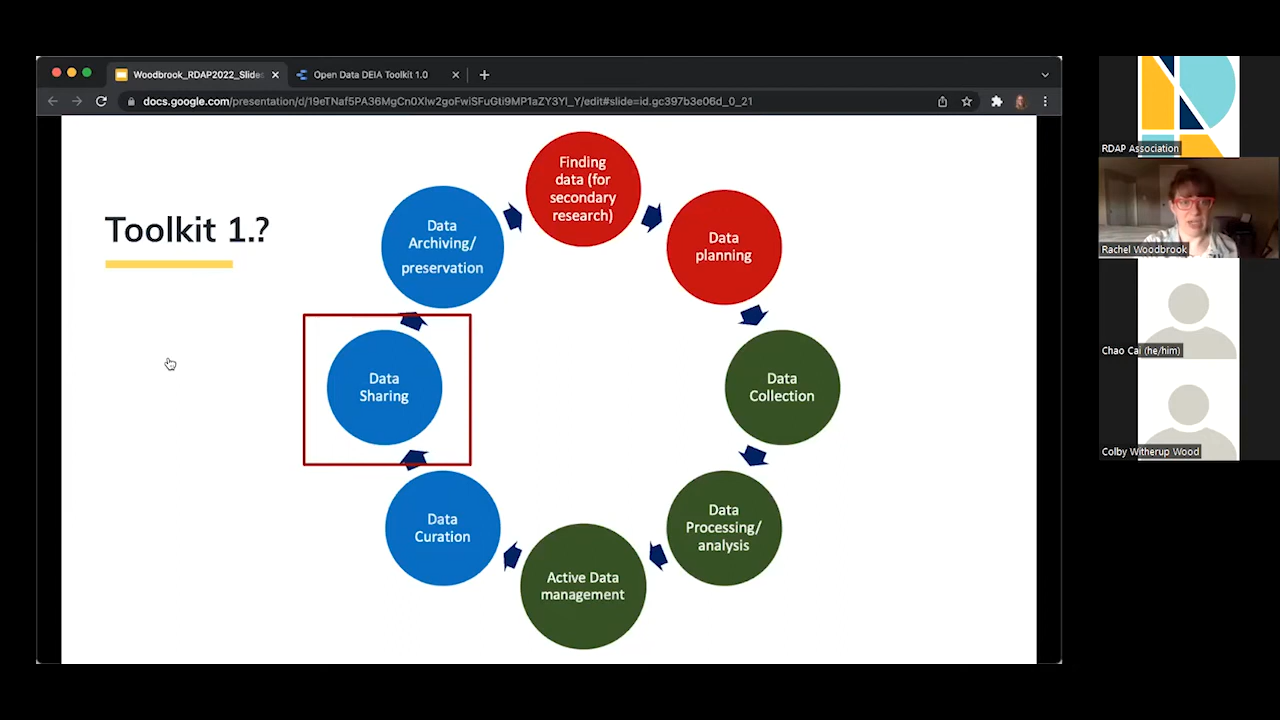 Woodbrook_RDAP2022_Slides
Open Data DEIA Toolkit 1.0
docs.google.com/presentation/d/19eTNaf5PA36MgCn0Xlw2goFwiSFuGti9MP1aZY3Yl_Y/edit#slide=id.gc397b3e06d_0_21
Toolkit 1.?
Finding
data (for
secondary
research)
Data
planning
Data
Collection
Data
Processing/
analysis
Active Data
management
Data
Curation
Data
Sharing
Data
Archiving/
preservation
RDAP Association
Rachel Woodbrook
Chao Cai (he/him)
Colby Witherup Wood